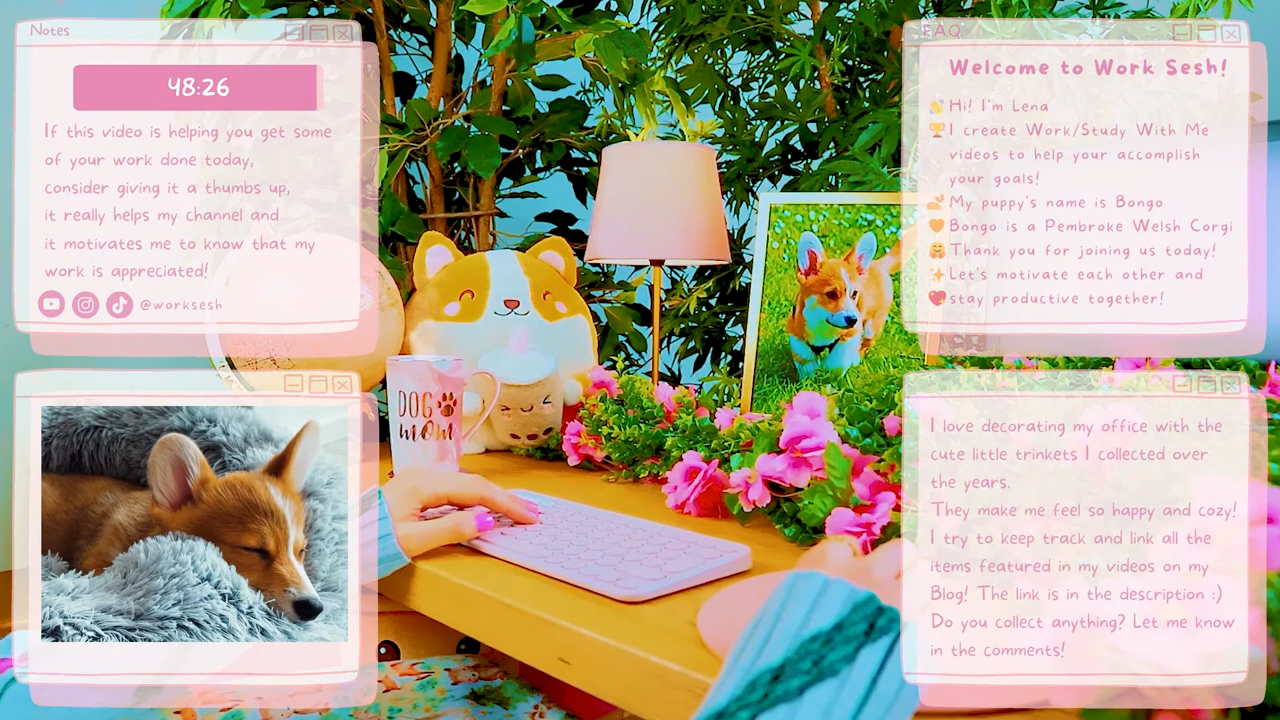 Notes
48:26
If this video is helping you get some
of your work done today,
consider giving it a thumbs up,
it really helps my channel and
it motivates me to know that my
work is appreciated!
@worksesh
DOG
mom
FAQ
Welcome to Work Sesh!
Hi! I'm Lena
I create Work/Study With Me
videos to help your accomplish
your goals!
My puppy's name is Bongo
Bongo is a Pembroke Welsh Corgi
Thank you for joining us today!
Let's motivate each other and
stay productive together!
I love decorating my office with the
cute little trinkets I collected over
the years.
They make me feel so happy and cozy!
I try to keep track and link all the
items featured in my videos on my
Blog! The link is in the description :)
Do you collect anything? Let me know
in the comments!